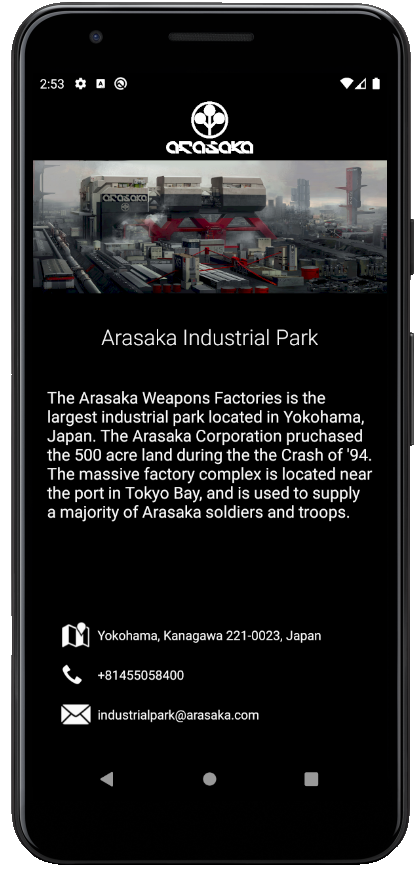 2:53
ARASAKA
ARASAKA
Arasaka Industrial Park
The Arasaka Weapons Factories is the
largest industrial park located in Yokohama,
Japan. The Arasaka Corporation pruchased
the 500 acre land during the the Crash of '94.
The massive factory complex is located near
the port in Tokyo Bay, and is used to supply
a majority of Arasaka soldiers and troops.
Yokohama, Kanagawa 221-0023, Japan
+81455058400
industrialpark@arasaka.com